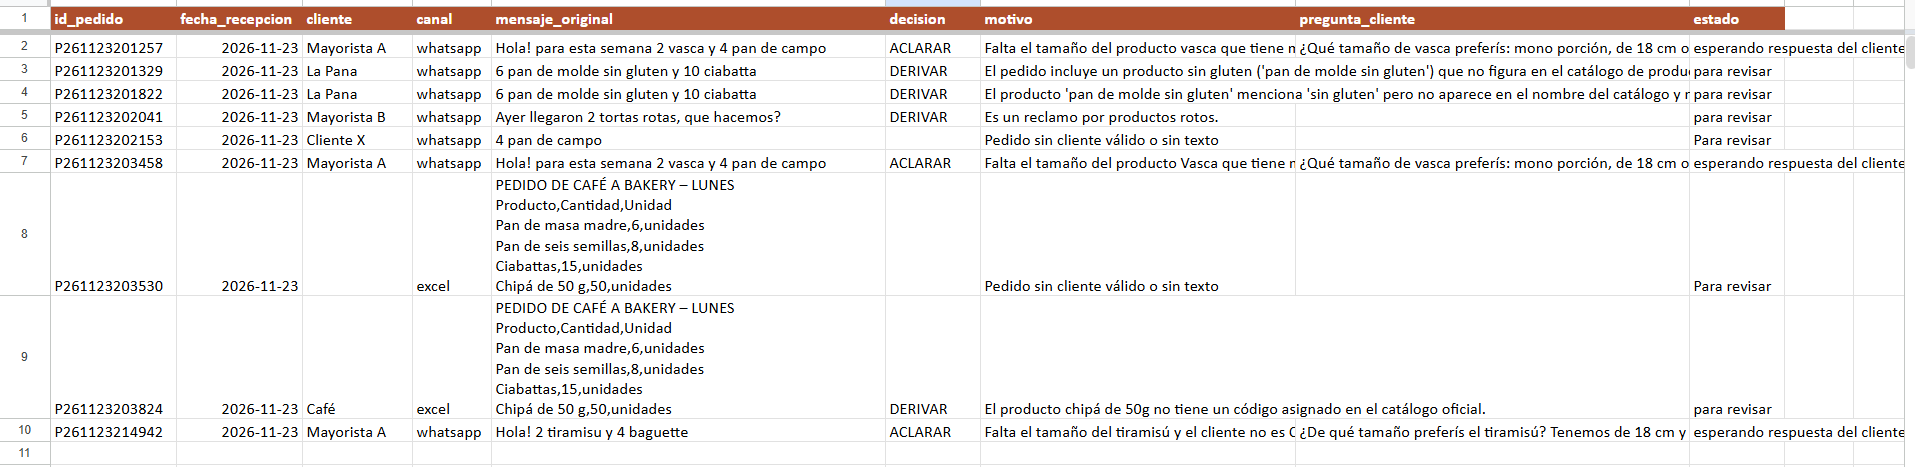 1 id_pedido fecha_recepcion cliente canal mensaje_original decision motivo pregunta_cliente estado
2 P261123201257 2026-11-23 Mayorista A whatsapp Hola! para esta semana 2 vasca y 4 pan de campo ACLARAR Falta el tamaño del producto vasca que tiene n ¿Qué tamaño de vasca preferís: mono porción, de 18 cm o esperando respuesta del cliente
3 P261123201329 2026-11-23 La Pana whatsapp 6 pan de molde sin gluten y 10 ciabatta DERIVAR El pedido incluye un producto sin gluten ('pan de molde sin gluten') que no figura en el catálogo de produ para revisar
4 P261123201822 2026-11-23 La Pana whatsapp 6 pan de molde sin gluten y 10 ciabatta DERIVAR El producto 'pan de molde sin gluten' menciona 'sin gluten' pero no aparece en el nombre del catálogo y r para revisar
5 P261123202041 2026-11-23 Mayorista B whatsapp Ayer llegaron 2 tortas rotas, que hacemos? DERIVAR Es un reclamo por productos rotos. para revisar
6 P261123202153 2026-11-23 Cliente X whatsapp 4 pan de campo Pedido sin cliente válido o sin texto Para revisar
7 P261123203458 2026-11-23 Mayorista A whatsapp Hola! para esta semana 2 vasca y 4 pan de campo ACLARAR Falta el tamaño del producto Vasca que tiene n ¿Qué tamaño de vasca preferís: mono porción, de 18 cm o esperando respuesta del cliente
PEDIDO DE CAFÉ A BAKERY – LUNES
Producto,Cantidad,Unidad
Pan de masa madre,6,unidades
8 Pan de seis semillas,8,unidades
Ciabattas,15,unidades
P261123203530 2026-11-23 excel Chipá de 50 g,50,unidades Pedido sin cliente válido o sin texto Para revisar
PEDIDO DE CAFÉ A BAKERY – LUNES
Producto,Cantidad,Unidad
Pan de masa madre,6,unidades
9 Pan de seis semillas,8,unidades
Ciabattas,15,unidades
P261123203824 2026-11-23 Café excel Chipá de 50 g,50,unidades DERIVAR El producto chipá de 50g no tiene un código asignado en el catálogo oficial. para revisar
10 P261123214942 2026-11-23 Mayorista A whatsapp Hola! 2 tiramisu y 4 baguette ACLARAR Falta el tamaño del tiramisú y el cliente no es C ¿De qué tamaño preferís el tiramisú? Tenemos de 18 cm y esperando respuesta del cliente
11